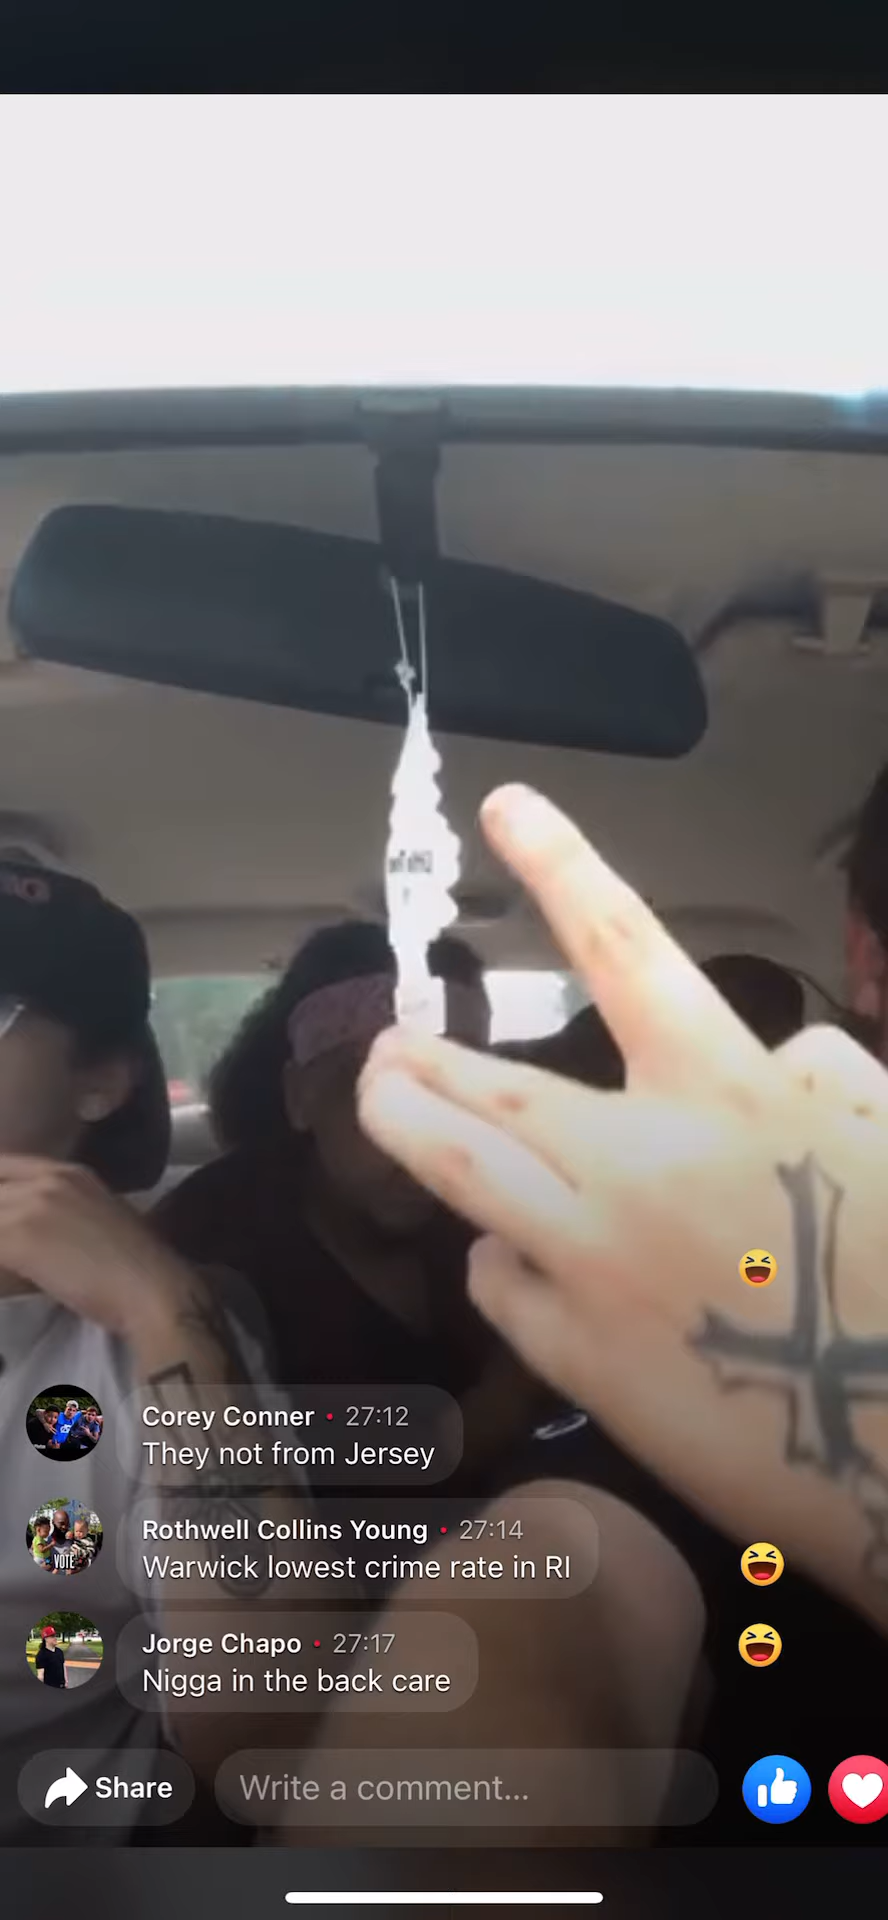 Corey Conner • 27:12
They not from Jersey
VOTE
Rothwell Collins Young • 27:14
Warwick lowest crime rate in RI
Jorge Chapo • 27:17
Nigga in the back care
Share
Write a comment...